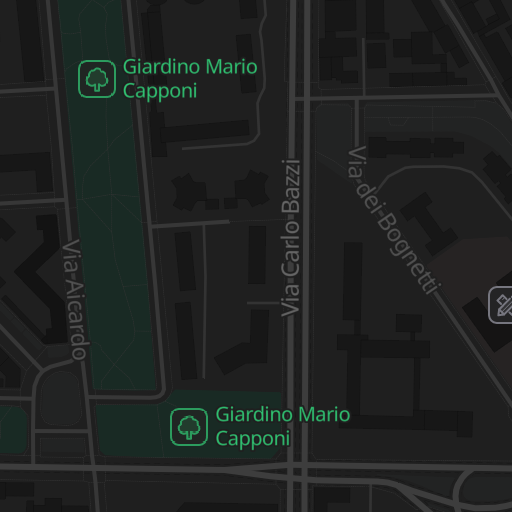 Giardino Mario
Capponi
Via Carlo Bazzi
Via dei Bognetti
Via Aicardo
Giardino Mario
Capponi